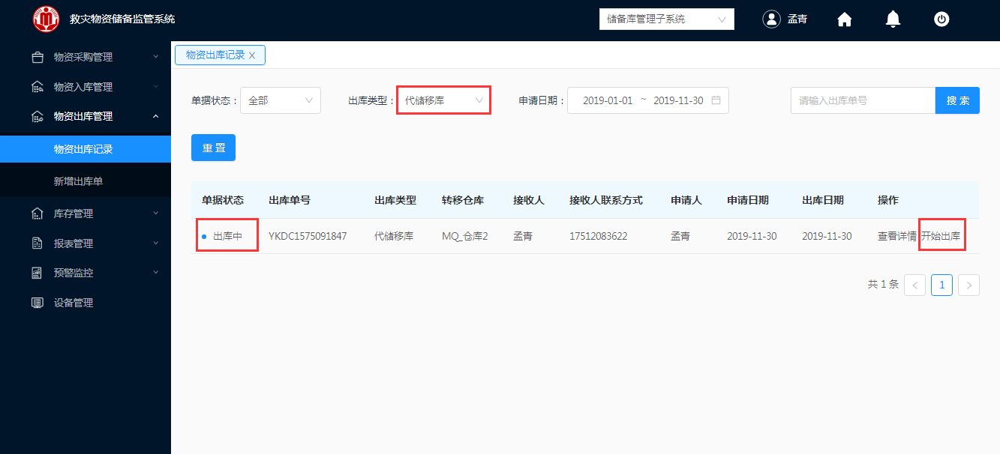 救灾物资储备监管系统
储备库管理子系统
孟青
物资采购管理
物资入库管理
物资出库管理
物资出库记录
新增出库单
库存管理
报表管理
预警监控
设备管理
物资出库记录
单据状态： 全部 出库类型： 代储移库 申请日期： 2019-01-01 ~ 2019-11-30 请输入出库单号 搜 索
重 置
单据状态 出库单号 出库类型 转移仓库 接收人 接收人联系方式 申请人 申请日期 出库日期 操作
出库中 YKDC1575091847 代储移库 MQ_仓库2 孟青 17512083622 孟青 2019-11-30 2019-11-30 查看详情 开始出库
共 1 条 < 1 >